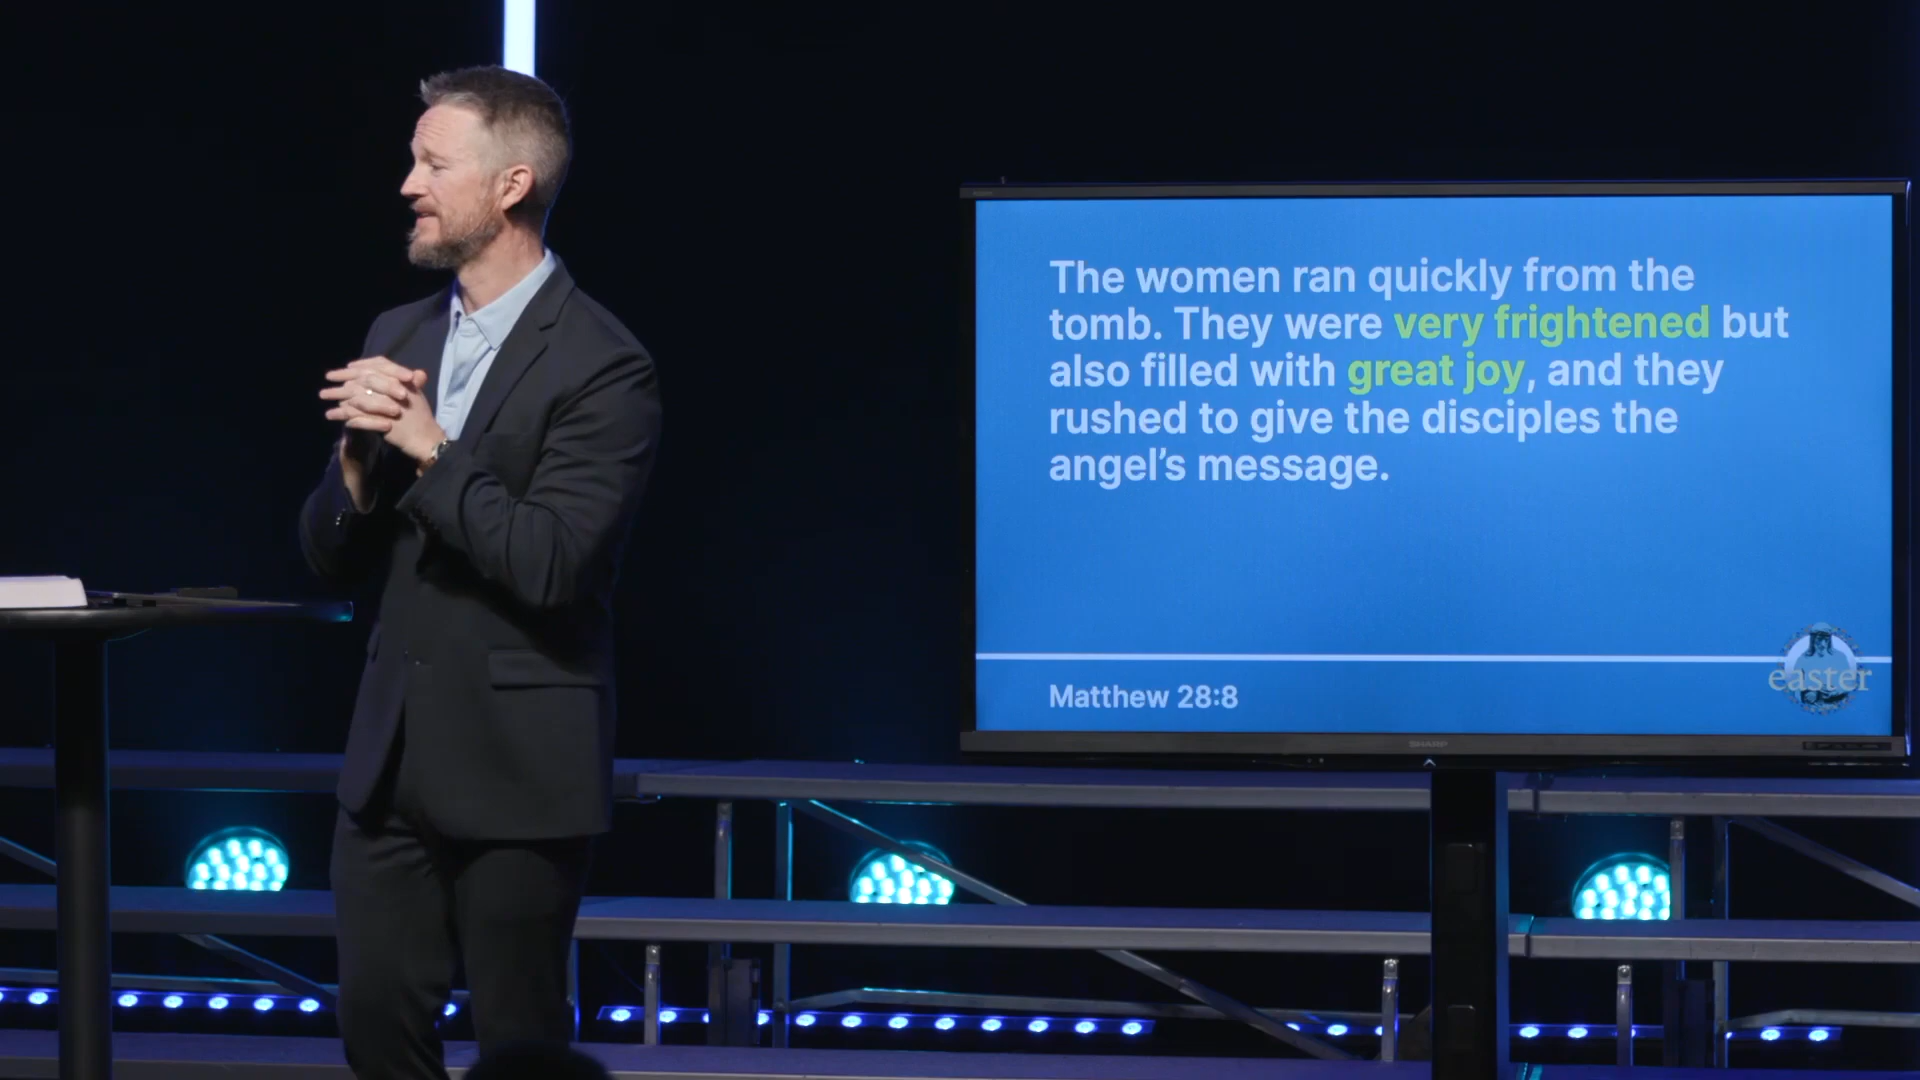 The women ran quickly from the
tomb. They were very frightened but
also filled with great joy, and they
rushed to give the disciples the
angel’s message.
Matthew 28:8
easter
SHARP